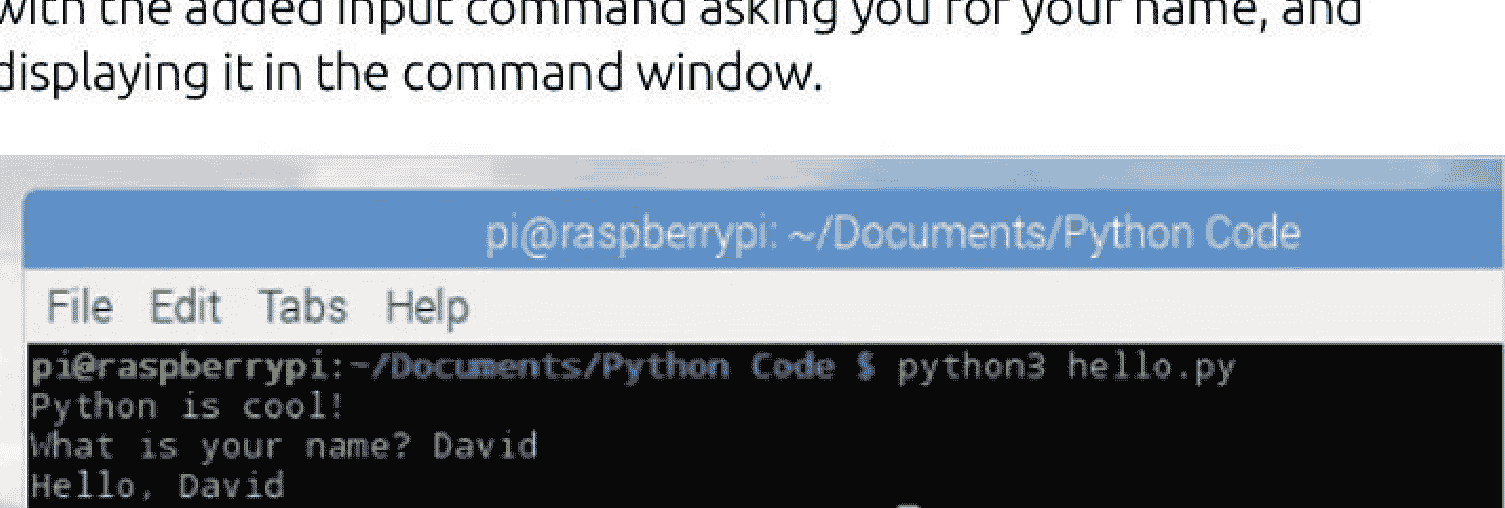 with the added input command asking you for your name, and
displaying it in the command window.
pi@raspberrypi: ~/Documents/Python Code
File Edit Tabs Help
pi@raspberrypi:~/Documents/Python Code $ python3 hello.py
Python is cool!
What is your name? David
Hello, David